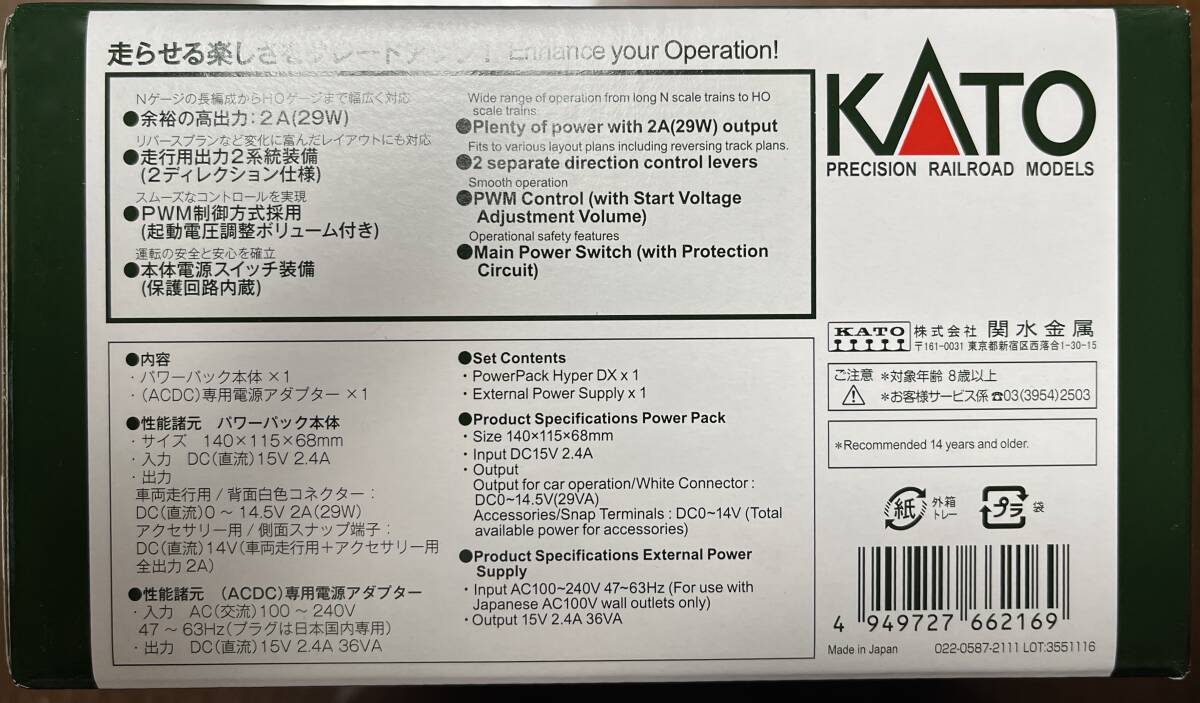 走らせる楽しさをグレードアップ! Enhance your Operation!
Nゲージの長編成からHOゲージまで幅広く対応
●余裕の高出力:2A(29W)
リバースプランなど変化に富んだレイアウトにも対応
●走行用出力2系統装備
(2ディレクション仕様)
スムーズなコントロールを実現
●PWM制御方式採用
(起動電圧調整ボリューム付き)
運転の安全と安心を確立
●本体電源スイッチ装備
(保護回路内蔵)
Wide range of operation from long N scale trains to HO
scale trains
●Plenty of power with 2A(29W) output
Fits to various layout plans including reversing track plans.
●2 separate direction control levers
Smooth operation
●PWM Control (with Start Voltage
Adjustment Volume)
Operational safety features
●Main Power Switch (with Protection
Circuit)
KATO
PRECISION RAILROAD MODELS
●内容
・パワーパック本体 ×1
・(ACDC)専用電源アダプター ×1
●性能諸元 パワーパック本体
・サイズ 140×115×68mm
・入力 DC(直流)15V 2.4A
・出力
車両走行用/背面白色コネクター:
DC(直流)0～14.5V 2A(29W)
アクセサリー用/側面スナップ端子:
DC(直流)14V(車両走行用+アクセサリー用
全出力2A)
●性能諸元 (ACDC)専用電源アダプター
・入力 AC(交流)100～240V
47～63Hz(プラグは日本国内専用)
・出力 DC(直流)15V 2.4A 36VA
●Set Contents
・PowerPack Hyper DX x 1
・External Power Supply x 1
●Product Specifications Power Pack
・Size 140×115×68mm
・Input DC15V 2.4A
・Output
Output for car operation/White Connector :
DC0~14.5V(29VA)
Accessories/Snap Terminals : DC0~14V (Total
available power for accessories)
●Product Specifications External Power
Supply
・Input AC100~240V 47~63Hz (For use with
Japanese AC100V wall outlets only)
・Output 15V 2.4A 36VA
KATO 株式会社 関水金属
〒161-0031 東京都新宿区西落合1-30-15
ご注意 *対象年齢 8歳以上
*お客様サービス係 ☎03(3954)2503
*Recommended 14 years and older.
紙 外箱
トレー
プラ 袋
4 949727 662169
Made in Japan 022-0587-2111 LOT:3551116